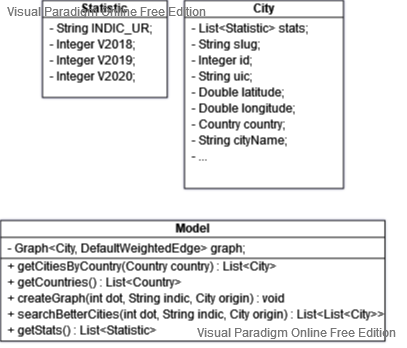 Visual Paradigm Online Free Edition
Statistic
- String INDIC_UR;
- Integer V2018;
- Integer V2019;
- Integer V2020;
City
- List<Statistic> stats;
- String slug;
- Integer id;
- String uic;
- Double latitude;
- Double longitude;
- Country country;
- String cityName;
- ...
Model
- Graph<City, DefaultWeightedEdge> graph;
+ getCitiesByCountry(Country country) : List<City>
+ getCountries() : List<Country>
+ createGraph(int dot, String indic, City origin) : void
+ searchBetterCities(int dot, String indic, City origin) : List<List<City>>
+ getStats() : List<Statistic>
Visual Paradigm Online Free Edition